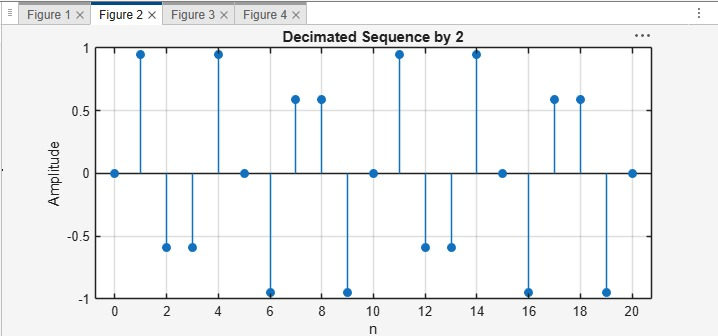 Figure 1 × Figure 2 × Figure 3 × Figure 4 ×
Decimated Sequence by 2
1
0.5
0
-0.5
-1
Amplitude
0 2 4 6 8 10 12 14 16 18 20
n